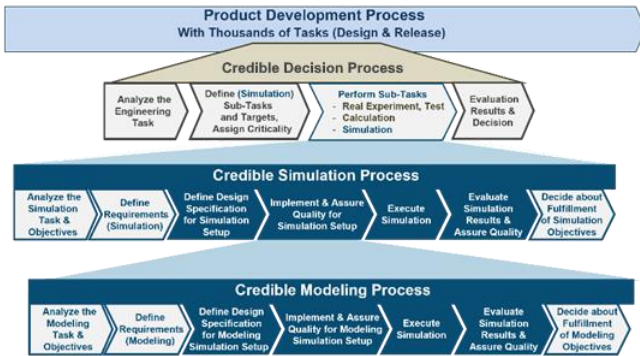 Product Development Process
With Thousands of Tasks (Design & Release)
Credible Decision Process
Analyze the
Engineering
Task
Define (Simulation)
Sub-Tasks
and Targets,
Assign Criticality
Perform Sub-Tasks
- Real Experiment, Test
- Calculation
- Simulation
Evaluation
Results &
Decision
Credible Simulation Process
Analyze the
Simulation
Task &
Objectives
Define
Requirements
(Simulation)
Define Design
Specification
for Simulation
Setup
Implement & Assure
Quality for
Simulation Setup
Execute
Simulation
Evaluate
Simulation
Results &
Assure Quality
Decide about
Fulfillment
of Simulation
Objectives
Credible Modeling Process
Analyze the
Modeling
Task &
Objectives
Define
Requirements
(Modeling)
Define Design
Specification
for Modeling
Simulation Setup
Implement & Assure
Quality for Modeling
Simulation Setup
Execute
Simulation
Evaluate
Simulation
Results &
Assure Quality
Decide about
Fulfillment
of Modeling
Objectives